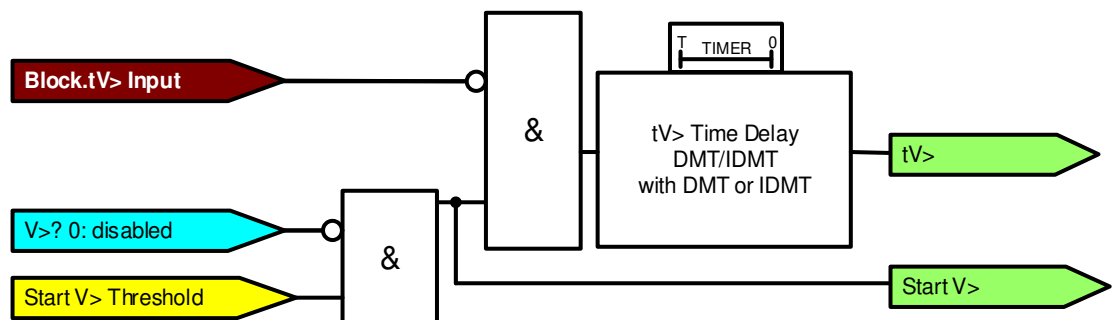 T TIMER 0
Block.tV> Input
&
tV> Time Delay
DMT/IDMT
with DMT or IDMT
tV>
V>? 0: disabled
&
Start V> Threshold
Start V>